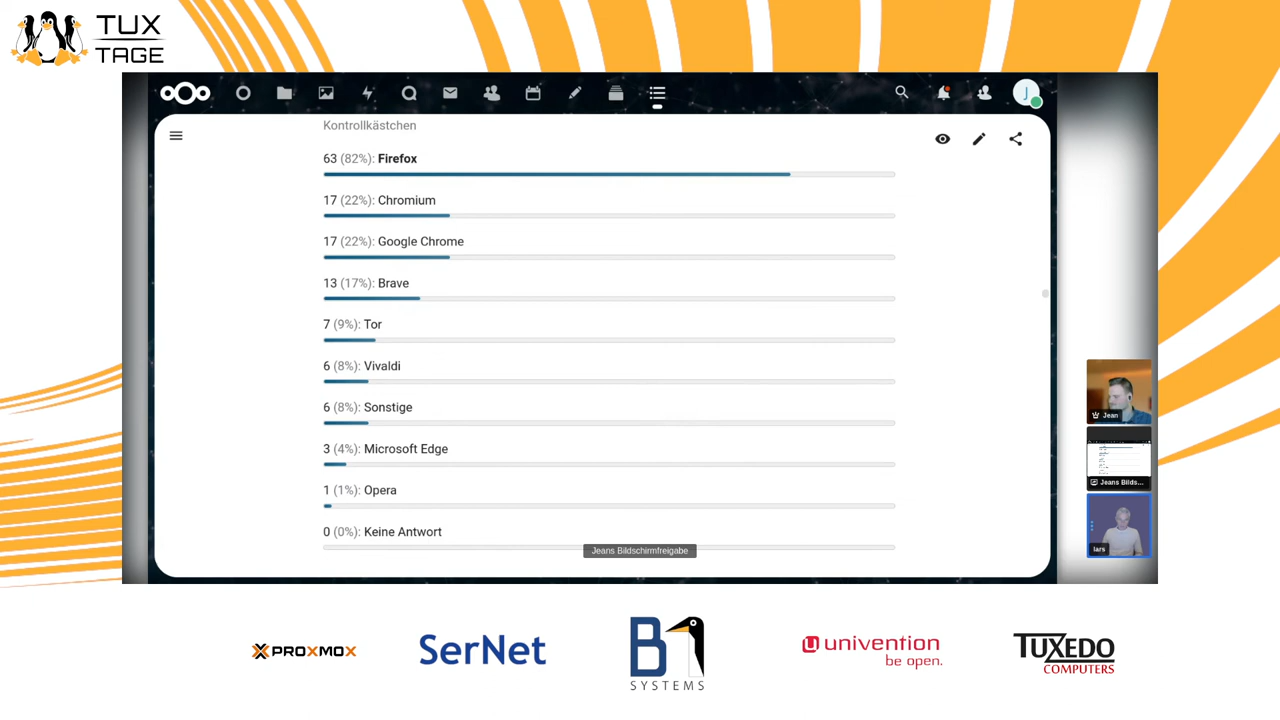 TUX
TAGE
J
Kontrollkästchen
63 (82%): Firefox
17 (22%): Chromium
17 (22%): Google Chrome
13 (17%): Brave
7 (9%): Tor
6 (8%): Vivaldi
6 (8%): Sonstige
3 (4%): Microsoft Edge
1 (1%): Opera
0 (0%): Keine Antwort
Jeans Bildschirmfreigabe
Jean
Jeans Bilds...
lars
PROXMOX
SerNet
B1
SYSTEMS
univention
be open.
TUXEDO
COMPUTERS